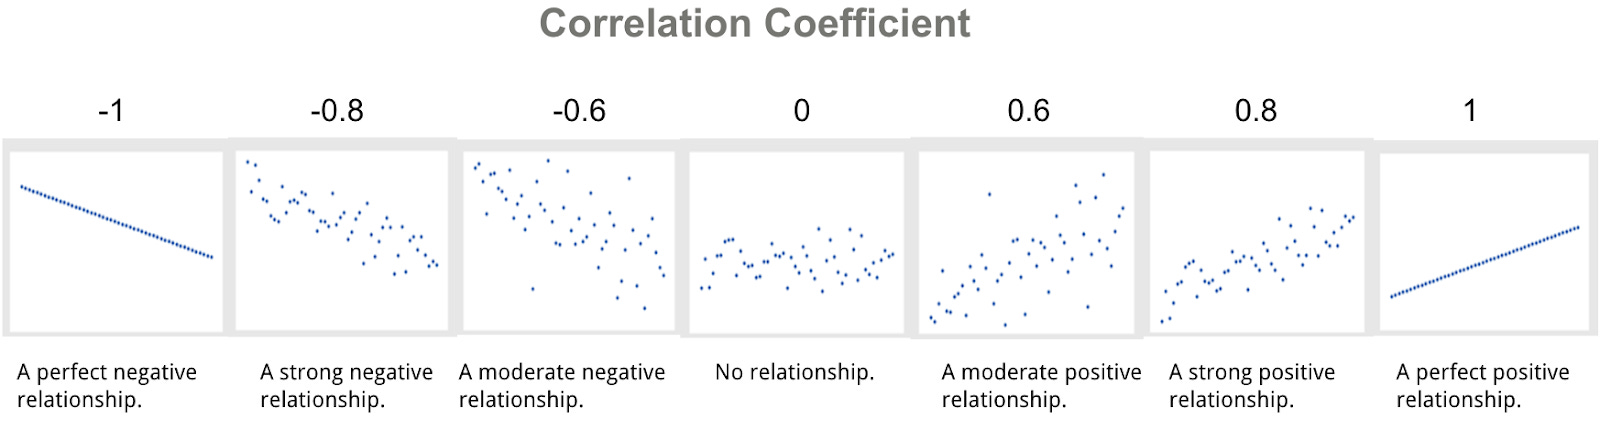 Correlation Coefficient
-1
-0.8
-0.6
0
0.6
0.8
1
A perfect negative
relationship.
A strong negative
relationship.
A moderate negative
relationship.
No relationship.
A moderate positive
relationship.
A strong positive
relationship.
A perfect positive
relationship.